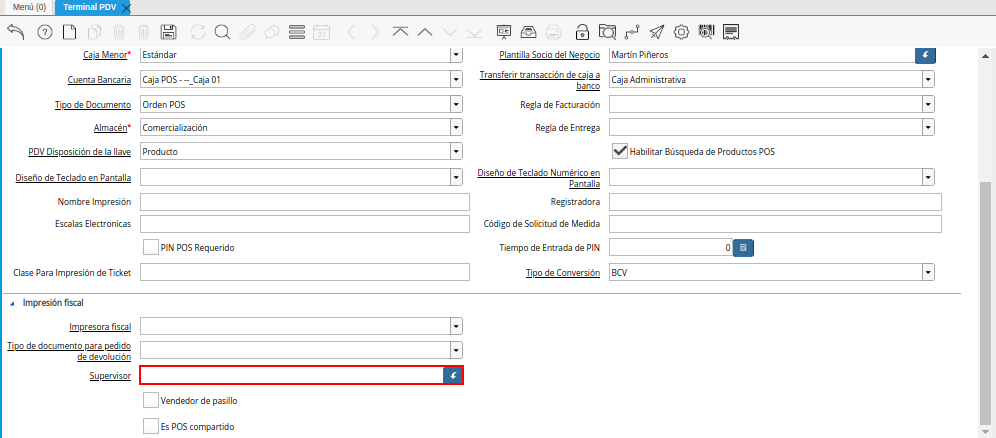 Menú (0)
Terminal PDV
31
Caja Menor* Estándar
Plantilla Socio del Negocio Martín Piñeros
Cuenta Bancaria Caja POS - --_Caja 01
Transferir transacción de caja a
banco
Caja Administrativa
Tipo de Documento Orden POS
Regla de Facturación
Almacén* Comercialización
Regla de Entrega
PDV Disposición de la llave Producto
Habilitar Búsqueda de Productos POS
Diseño de Teclado en Pantalla
Diseño de Teclado Numérico en
Pantalla
Nombre Impresión
Registradora
Escalas Electronicas
Código de Solicitud de Medida
PIN POS Requerido
Tiempo de Entrada de PIN 0
Clase Para Impresión de Ticket
Tipo de Conversión BCV
Impresión fiscal
Impresora fiscal
Tipo de documento para pedido
de devolución
Supervisor
Vendedor de pasillo
Es POS compartido